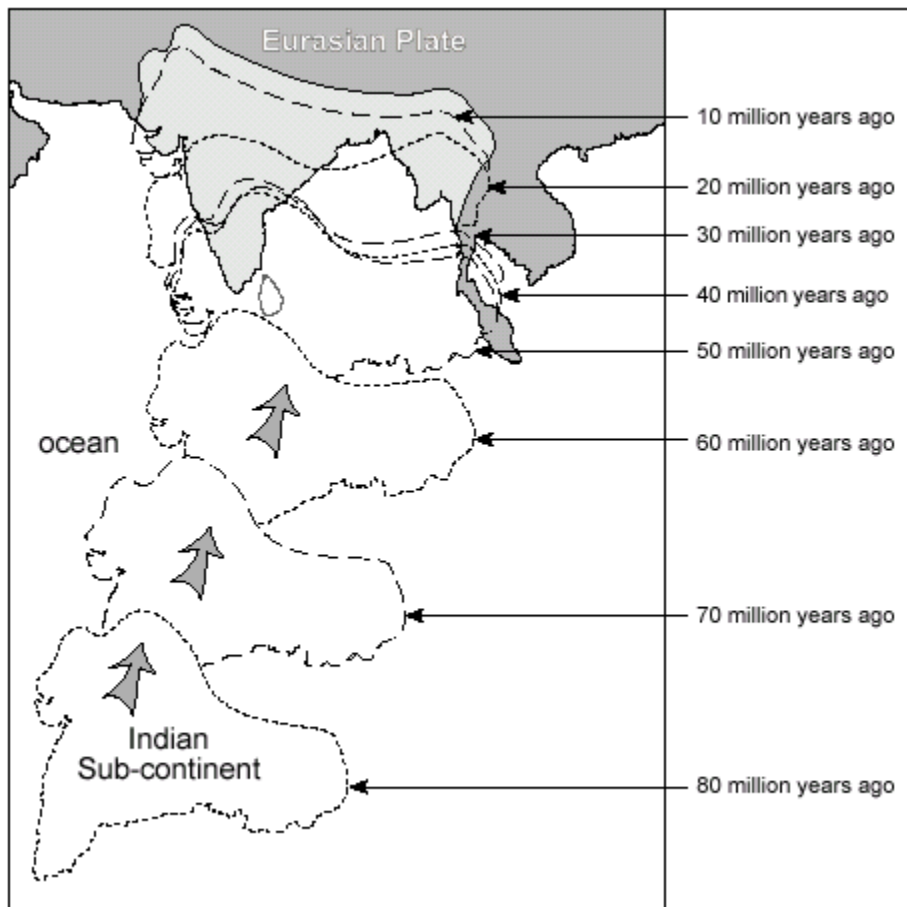 Eurasian Plate
10 million years ago
20 million years ago
30 million years ago
40 million years ago
50 million years ago
ocean
60 million years ago
70 million years ago
Indian
Sub-continent
80 million years ago